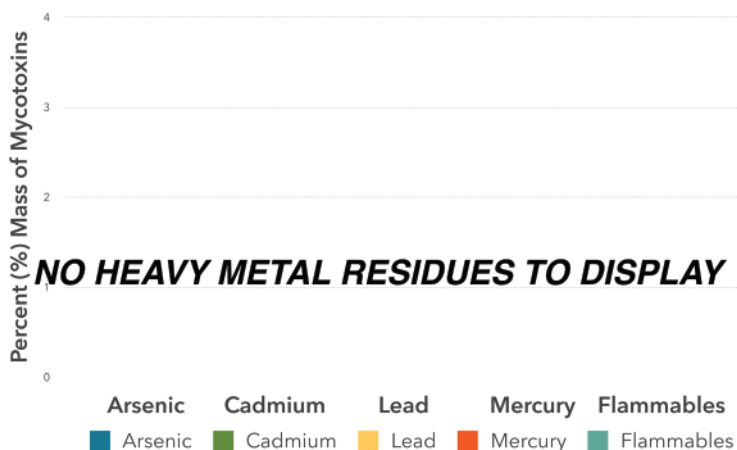 Percent (%) Mass of Mycotoxins
4
3
2
NO HEAVY METAL RESIDUES TO DISPLAY
1
0
Arsenic Cadmium Lead Mercury Flammables
Arsenic Cadmium Lead Mercury Flammables